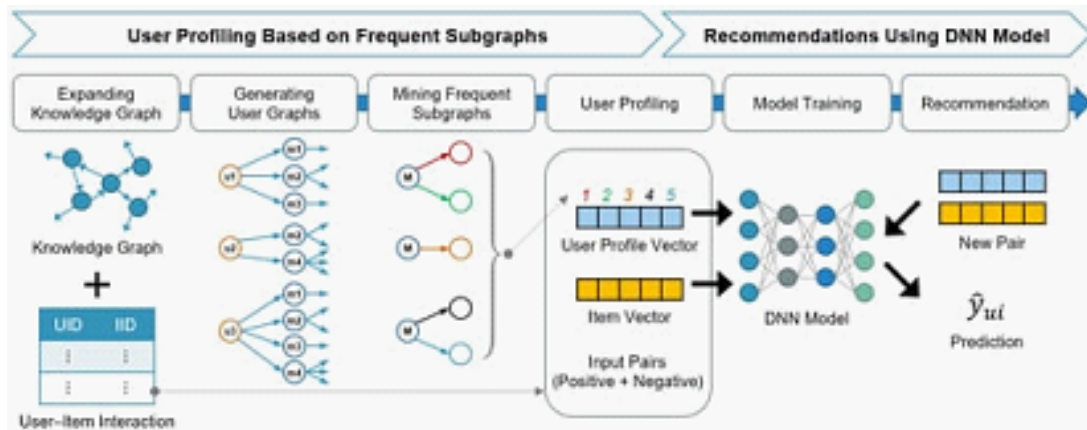 User Profiling Based on Frequent Subgraphs
Recommendations Using DNN Model
Expanding
Knowledge Graph
Generating
User Graphs
Mining Frequent
Subgraphs
User Profiling
Model Training
Recommendation
Knowledge Graph
+
UID IID
User–Item Interaction
u1
m1
m2
m3
u2
m2
m4
u3
m1
m2
m3
m4
M
M
M
1 2 3 4 5
User Profile Vector
Item Vector
Input Pairs
(Positive + Negative)
DNN Model
New Pair
ŷui
Prediction